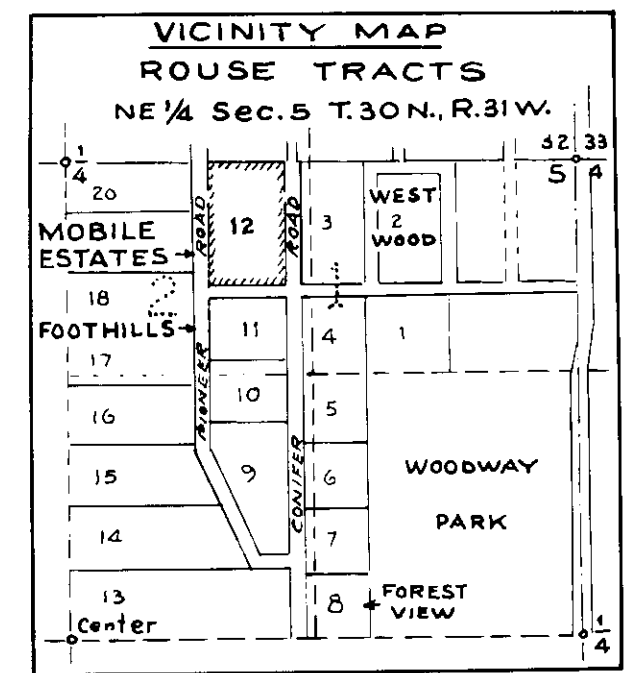 VICINITY MAP
ROUSE TRACTS
NE 1/4 Sec. 5 T. 30 N., R. 31 W.
1/4
32 33
5 4
20
ROAD
12
ROAD
3
WEST
2
WOOD
MOBILE
ESTATES
18
2
1
FOOTHILLS
11
4
1
17
PIONEER
10
5
16
CONIFER
9
6
WOODWAY
PARK
15
14
7
13
8
FOREST
VIEW
Center
1/4